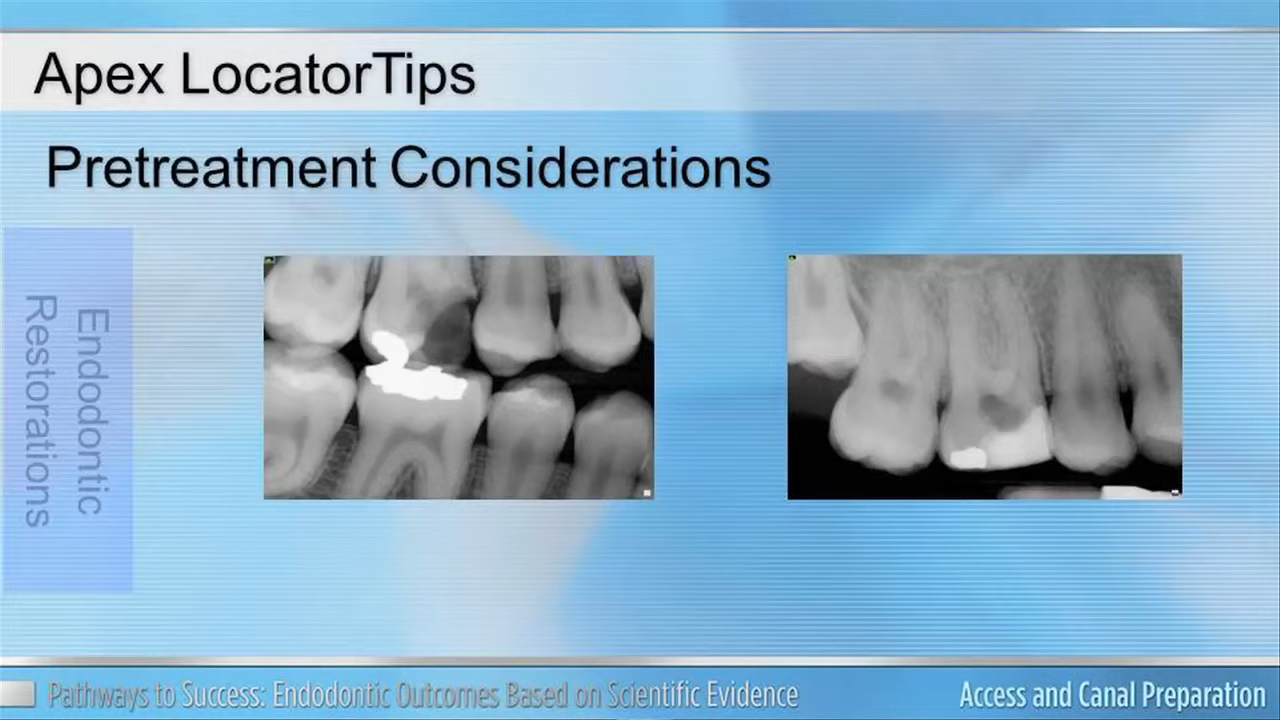 Apex LocatorTips
Pretreatment Considerations
Endodontic
Restorations
Pathways to Success: Endodontic Outcomes Based on Scientific Evidence
Access and Canal Preparation